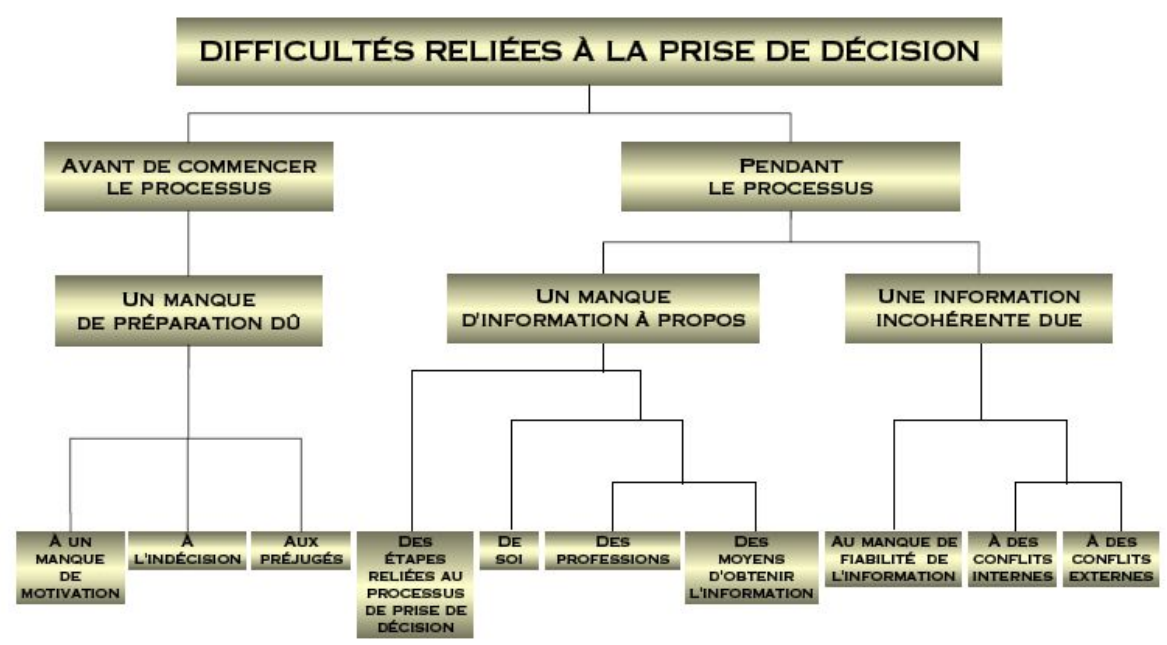 DIFFICULTÉS RELIÉES À LA PRISE DE DÉCISION
AVANT DE COMMENCER
LE PROCESSUS
PENDANT
LE PROCESSUS
UN MANQUE
DE PRÉPARATION DÛ
UN MANQUE
D'INFORMATION À PROPOS
UNE INFORMATION
INCOHÉRENTE DUE
À UN
MANQUE
DE
MOTIVATION
À
L'INDÉCISION
AUX
PRÉJUGÉS
DES
ÉTAPES
RELIÉES AU
PROCESSUS
DE PRISE DE
DÉCISION
DE
SOI
DES
PROFESSIONS
DES
MOYENS
D'OBTENIR
L'INFORMATION
AU MANQUE DE
FIABILITÉ DE
L'INFORMATION
À DES
CONFLITS
INTERNES
À DES
CONFLITS
EXTERNES